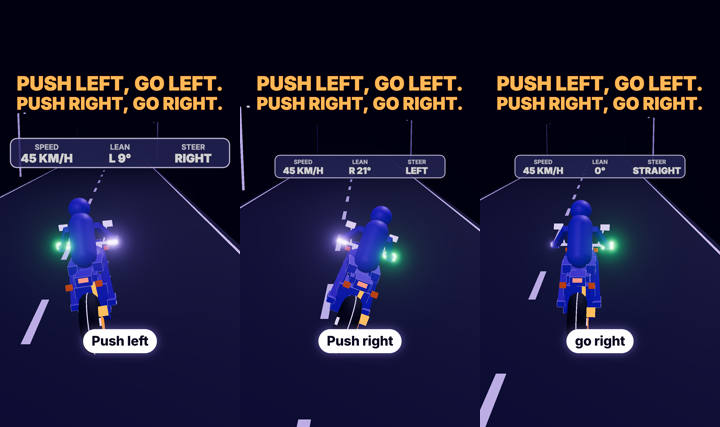 PUSH LEFT, GO LEFT.
PUSH RIGHT, GO RIGHT.
SPEED LEAN STEER
45 KM/H L 9° RIGHT
Push left
PUSH LEFT, GO LEFT.
PUSH RIGHT, GO RIGHT.
SPEED LEAN STEER
45 KM/H R 21° LEFT
Push right
PUSH LEFT, GO LEFT.
PUSH RIGHT, GO RIGHT.
SPEED LEAN STEER
45 KM/H 0° STRAIGHT
go right